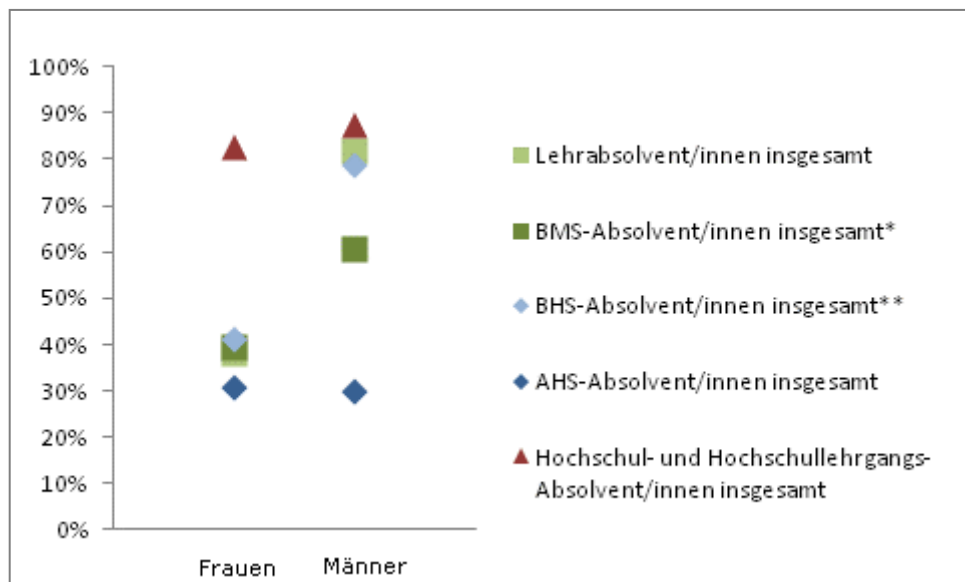 100%
90%
80%
70%
60%
50%
40%
30%
20%
10%
0%
Frauen Männer
Lehrabsolvent/innen insgesamt
BMS-Absolvent/innen insgesamt*
BHS-Absolvent/innen insgesamt**
AHS-Absolvent/innen insgesamt
Hochschul- und Hochschullehrgangs-
Absolvent/innen insgesamt